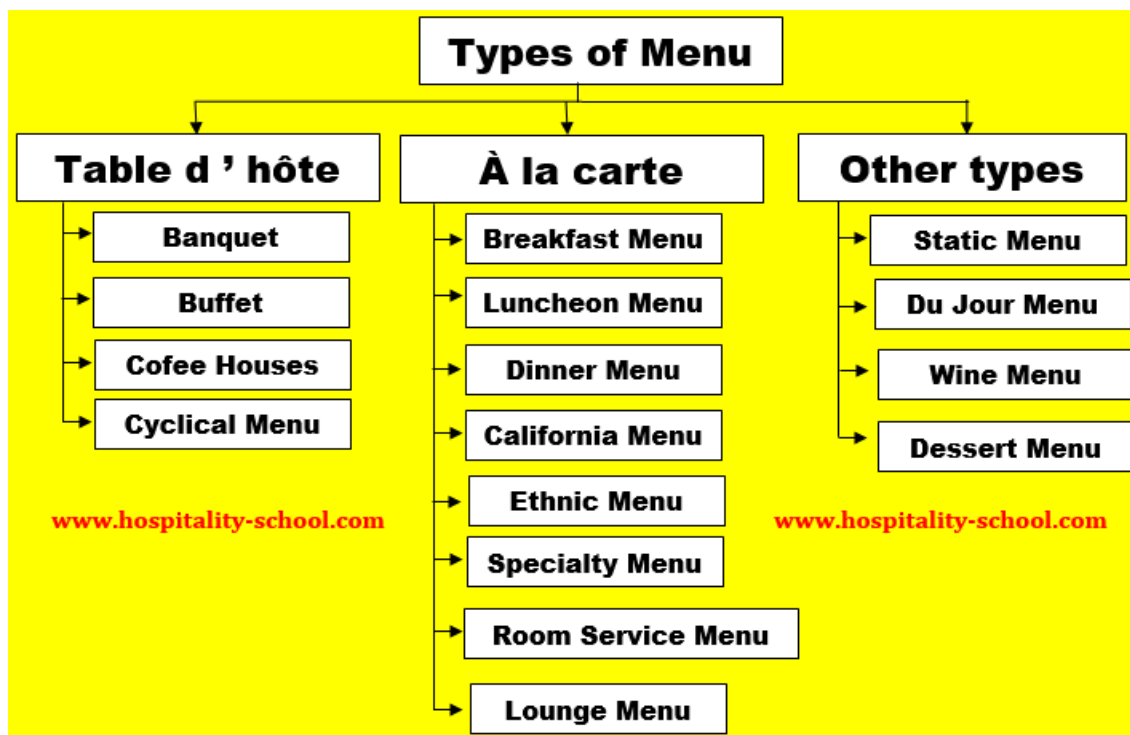 Types of Menu
Table d ’ hôte
Banquet
Buffet
Cofee Houses
Cyclical Menu
www.hospitality-school.com
À la carte
Breakfast Menu
Luncheon Menu
Dinner Menu
California Menu
Ethnic Menu
Specialty Menu
Room Service Menu
Lounge Menu
Other types
Static Menu
Du Jour Menu
Wine Menu
Dessert Menu
www.hospitality-school.com